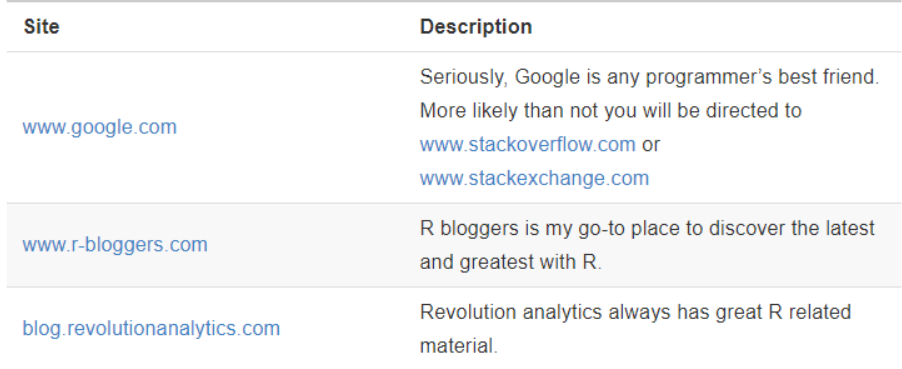 Site Description
www.google.com
Seriously, Google is any programmer’s best friend.
More likely than not you will be directed to
www.stackoverflow.com or
www.stackexchange.com
www.r-bloggers.com
R bloggers is my go-to place to discover the latest
and greatest with R.
blog.revolutionanalytics.com
Revolution analytics always has great R related
material.